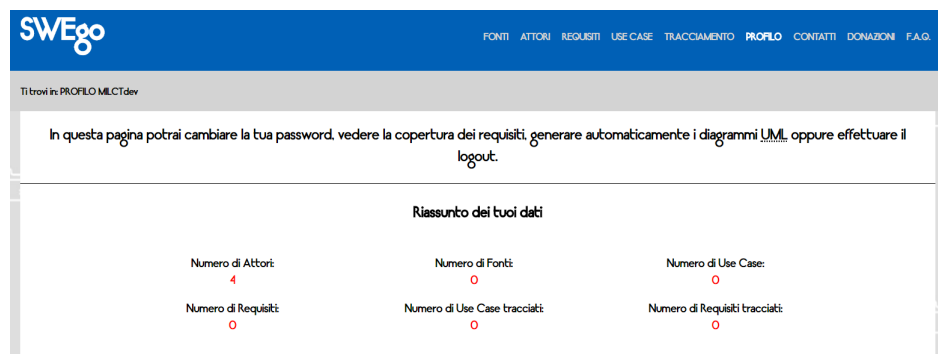 SWEgo
FONTI ATTORI REQUISITI USE CASE TRACCIAMENTO PROFILO CONTATTI DONAZIONI F.A.Q.
Ti trovi in: PROFILO MILCTdev
In questa pagina potrai cambiare la tua password, vedere la copertura dei requisiti, generare automaticamente i diagrammi UML oppure effettuare il
logout.
Riassunto dei tuoi dati
Numero di Attori: Numero di Fonti: Numero di Use Case:
4 0 0
Numero di Requisiti: Numero di Use Case tracciati: Numero di Requisiti tracciati:
0 0 0